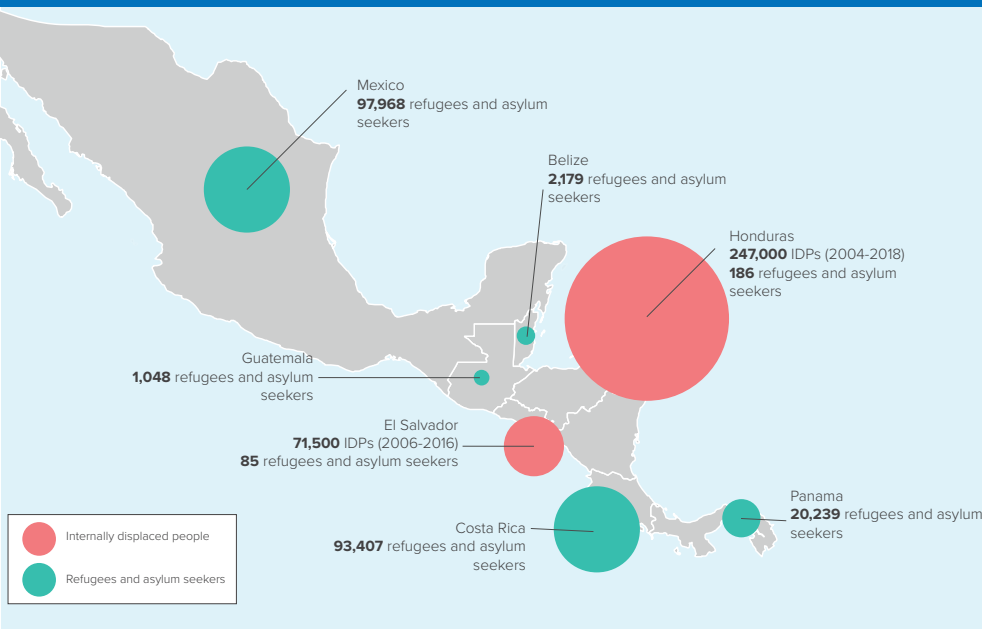 Mexico
97,968 refugees and asylum
seekers
Belize
2,179 refugees and asylum
seekers
Honduras
247,000 IDPs (2004-2018)
186 refugees and asylum
seekers
Guatemala
1,048 refugees and asylum
seekers
El Salvador
71,500 IDPs (2006-2016)
85 refugees and asylum seekers
Panama
20,239 refugees and asylum
seekers
Costa Rica
93,407 refugees and asylum
seekers
Internally displaced people
Refugees and asylum seekers